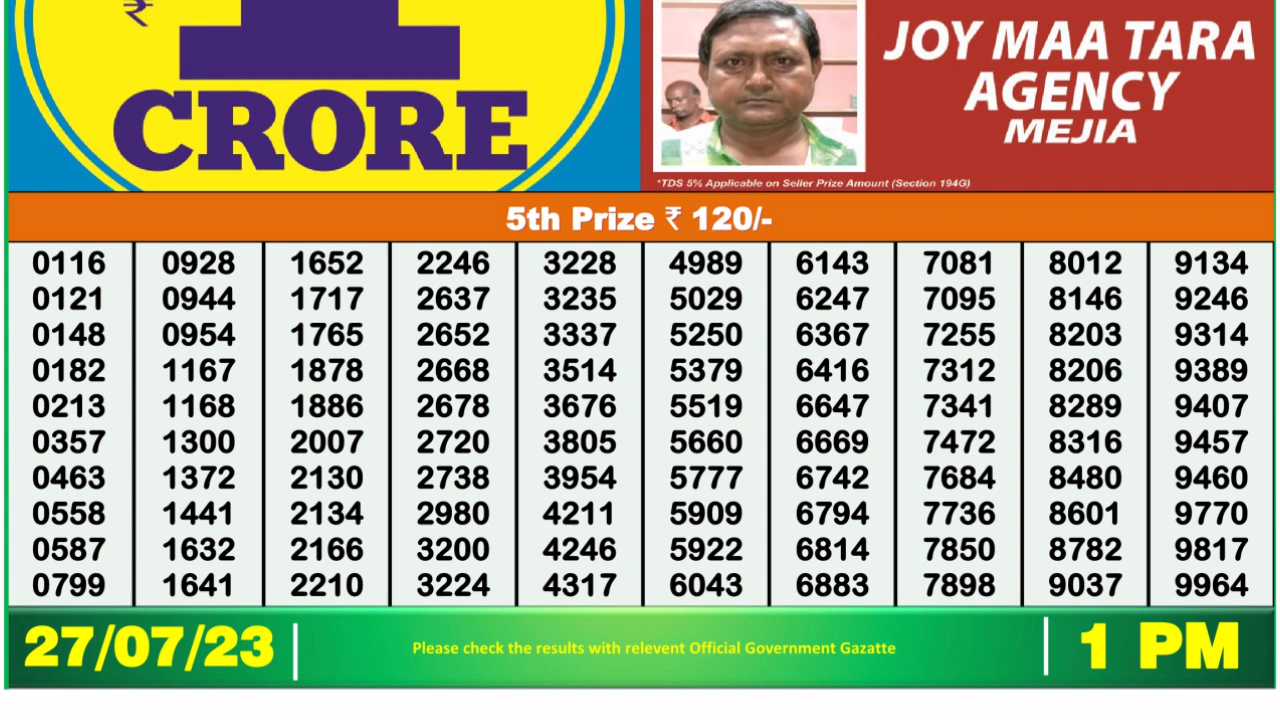 ₹
1
CRORE
JOY MAA TARA
AGENCY
MEJIA
*TDS 5% Applicable on Seller Prize Amount (Section 194G)
5th Prize ₹ 120/-
0116 0928 1652 2246 3228 4989 6143 7081 8012 9134
0121 0944 1717 2637 3235 5029 6247 7095 8146 9246
0148 0954 1765 2652 3337 5250 6367 7255 8203 9314
0182 1167 1878 2668 3514 5379 6416 7312 8206 9389
0213 1168 1886 2678 3676 5519 6647 7341 8289 9407
0357 1300 2007 2720 3805 5660 6669 7472 8316 9457
0463 1372 2130 2738 3954 5777 6742 7684 8480 9460
0558 1441 2134 2980 4211 5909 6794 7736 8601 9770
0587 1632 2166 3200 4246 5922 6814 7850 8782 9817
0799 1641 2210 3224 4317 6043 6883 7898 9037 9964
27/07/23
Please check the results with relevent Official Government Gazatte
1 PM